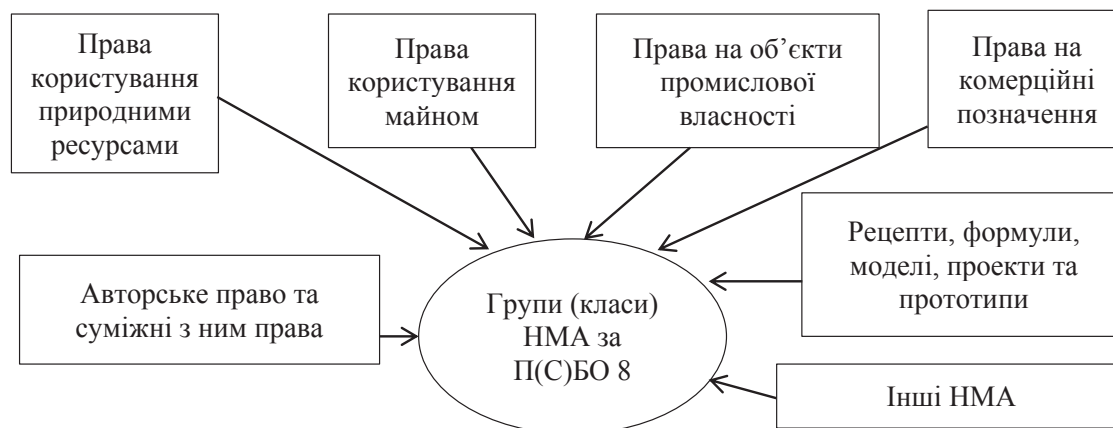 Права
користування
природними
ресурсами
Права
користування
майном
Права на об’єкти
промислової
власності
Права на
комерційні
позначення
Рецепти, формули,
моделі, проекти та
прототипи
Авторське право та
суміжні з ним права
Групи (класи)
НМА за
П(С)БО 8
Інші НМА